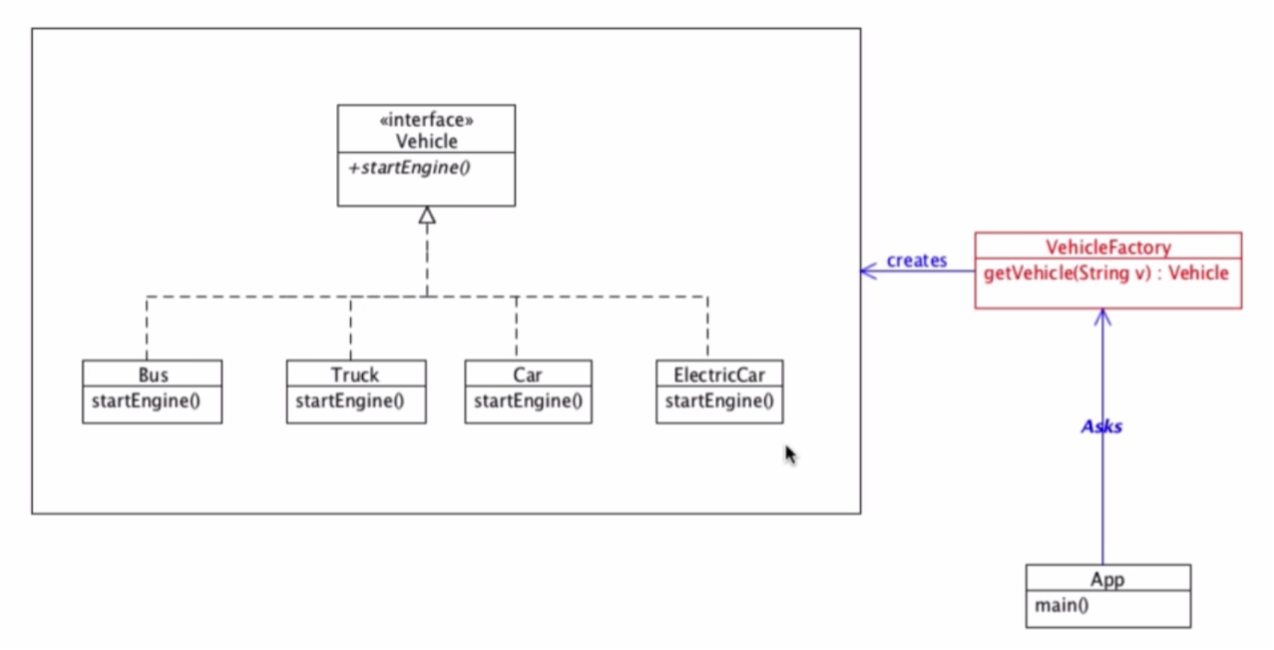 «interface»
Vehicle
+startEngine()
creates
VehicleFactory
getVehicle(String v) : Vehicle
Bus
startEngine()
Truck
startEngine()
Car
startEngine()
ElectricCar
startEngine()
Asks
App
main()